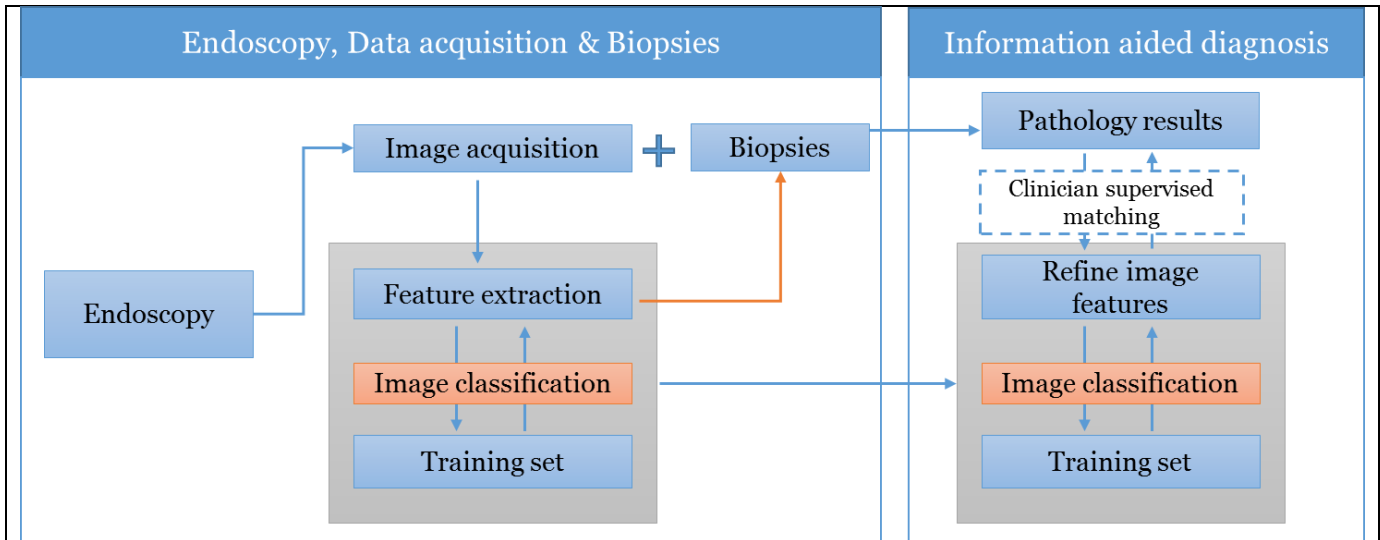 Endoscopy, Data acquisition & Biopsies
Information aided diagnosis
Image acquisition
Biopsies
Pathology results
Clinician supervised
matching
Endoscopy
Feature extraction
Refine image
features
Image classification
Image classification
Training set
Training set